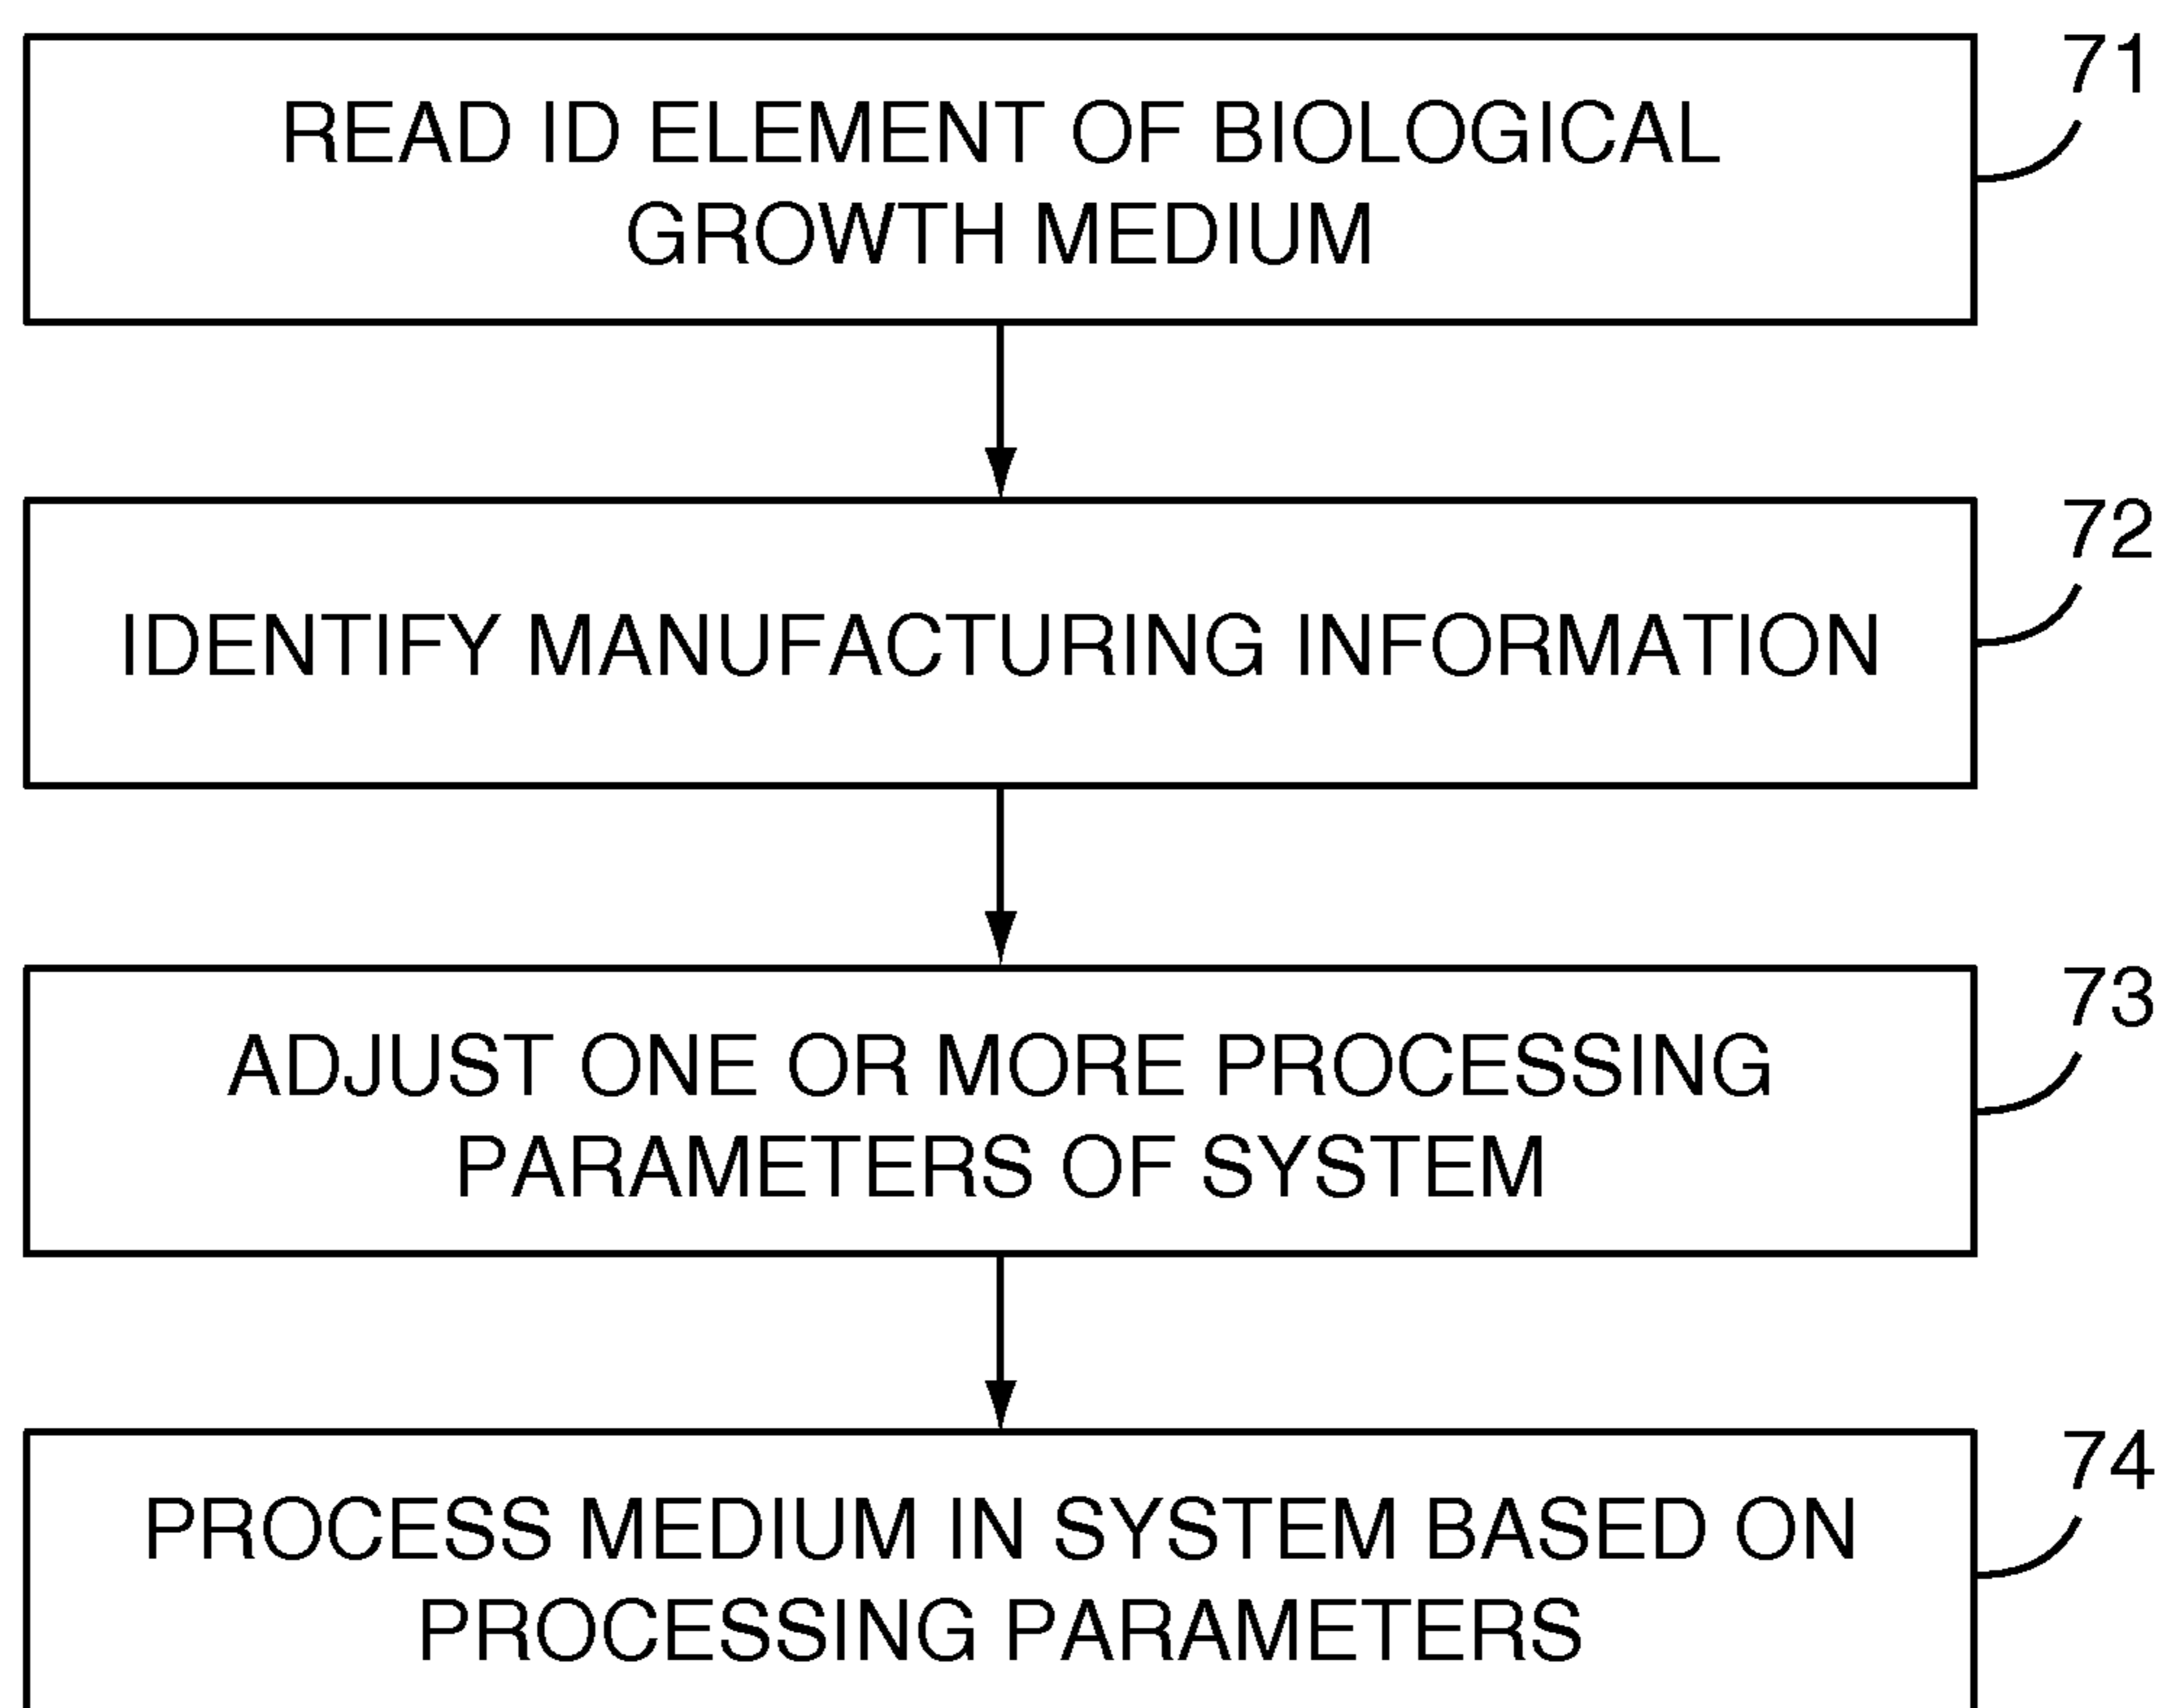 71
READ ID ELEMENT OF BIOLOGICAL
GROWTH MEDIUM
72
IDENTIFY MANUFACTURING INFORMATION
73
ADJUST ONE OR MORE PROCESSING
PARAMETERS OF SYSTEM
74
PROCESS MEDIUM IN SYSTEM BASED ON
PROCESSING PARAMETERS